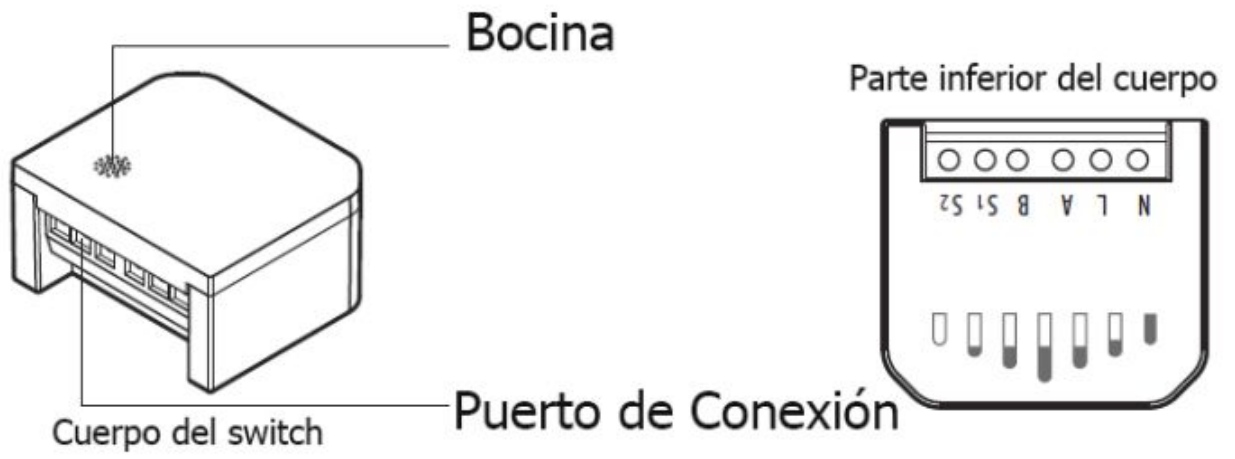 Bocina
Parte inferior del cuerpo
S2 S1 B A L N
Puerto de Conexión
Cuerpo del switch